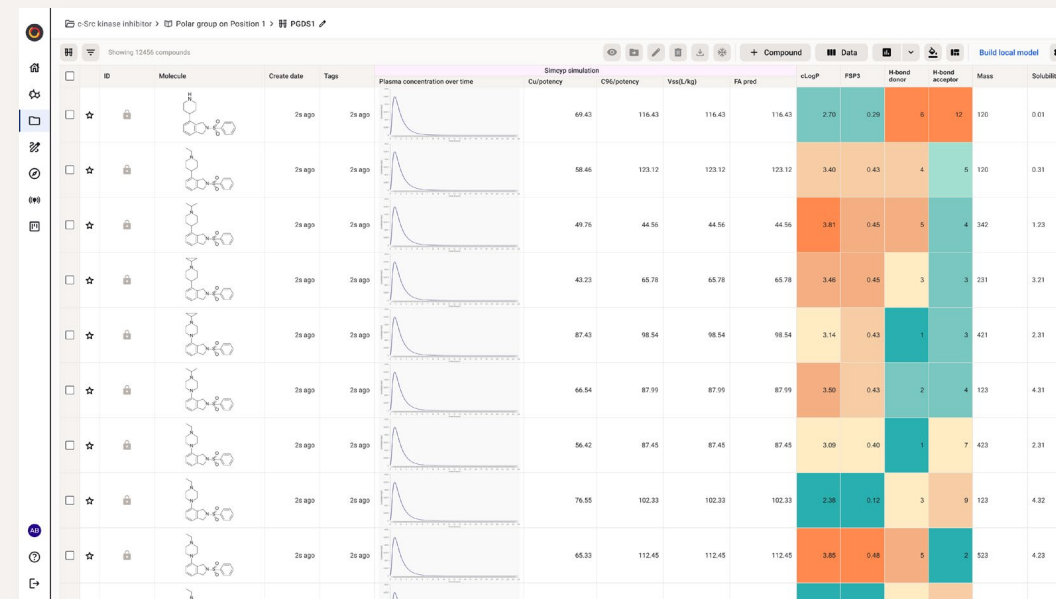 c-Src kinase inhibitor > Polar group on Position 1 > PGDS1
Showing 12456 compounds + Compound Data Build local model
Simcyp simulation
ID Molecule Create date Tags Plasma concentration over time Cu/potency C96/potency Vss(L/kg) FA pred cLogP FSP3 H-bond donor H-bond acceptor Mass Solubilit
2s ago 2s ago 69.43 116.43 116.43 116.43 2.70 0.29 6 12 120 0.01
2s ago 2s ago 58.46 123.12 123.12 123.12 3.40 0.43 4 5 120 0.31
2s ago 2s ago 49.76 44.56 44.56 44.56 3.81 0.45 5 4 342 1.23
2s ago 2s ago 43.23 65.78 65.78 65.78 3.46 0.45 3 3 231 3.21
2s ago 2s ago 87.43 98.54 98.54 98.54 3.14 0.43 1 3 421 2.31
2s ago 2s ago 66.54 87.99 87.99 87.99 3.50 0.43 2 4 123 4.31
2s ago 2s ago 56.42 87.45 87.45 87.45 3.09 0.40 1 7 423 2.31
2s ago 2s ago 76.55 102.33 102.33 102.33 2.38 0.12 3 9 123 4.32
AB
2s ago 2s ago 65.33 112.45 112.45 112.45 3.85 0.48 5 2 523 4.23